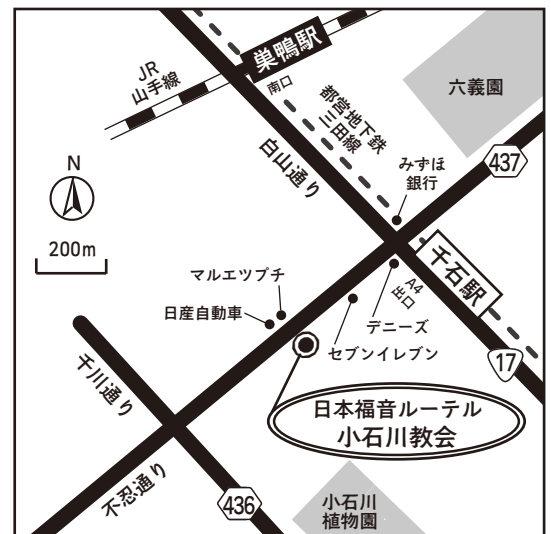 巣鴨駅
JR
山手線
南口
六義園
都営地下鉄
三田線
白山通り
みずほ
銀行
437
N
200m
千石駅
A4
出口
マルエツプチ
日産自動車
デニーズ
セブンイレブン
17
千川通り
日本福音ルーテル
小石川教会
不忍通り
436
小石川
植物園